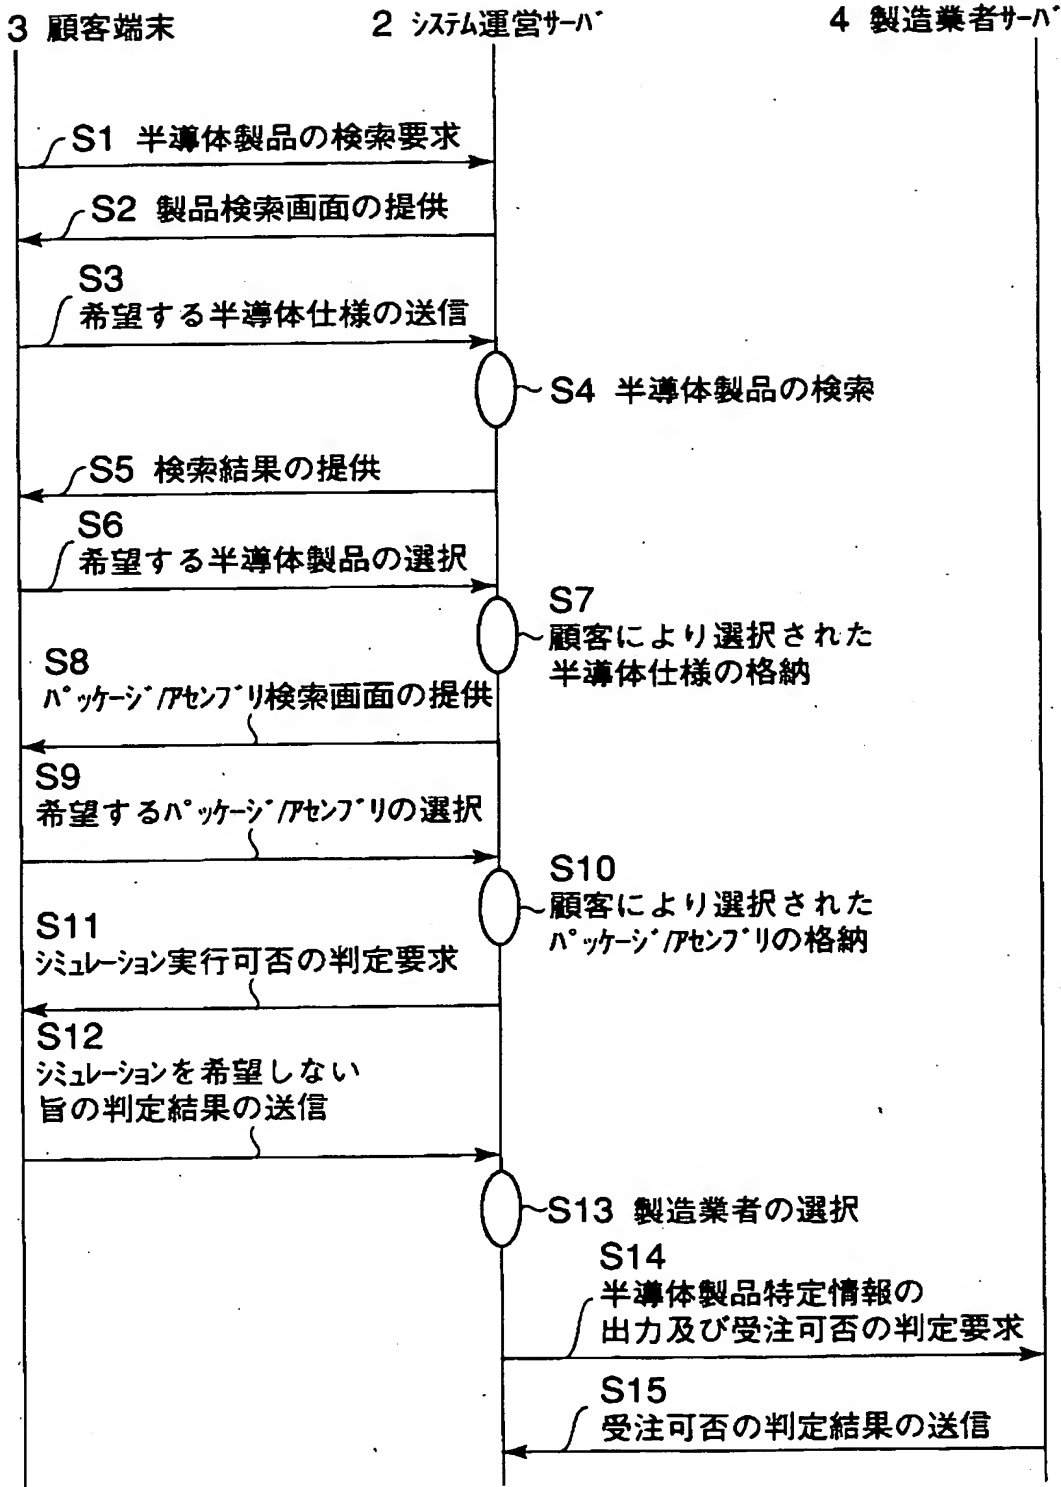 3 顧客端末
2 システム運営サーバ
4 製造業者サーバ
S1 半導体製品の検索要求
S2 製品検索画面の提供
S3
希望する半導体仕様の送信
S4 半導体製品の検索
S5 検索結果の提供
S6
希望する半導体製品の選択
S7
顧客により選択された
半導体仕様の格納
S8
パッケージ/アセンブリ検索画面の提供
S9
希望するパッケージ/アセンブリの選択
S10
顧客により選択された
パッケージ/アセンブリの格納
S11
シミュレーション実行可否の判定要求
S12
シミュレーションを希望しない
旨の判定結果の送信
S13 製造業者の選択
S14
半導体製品特定情報の
出力及び受注可否の判定要求
S15
受注可否の判定結果の送信